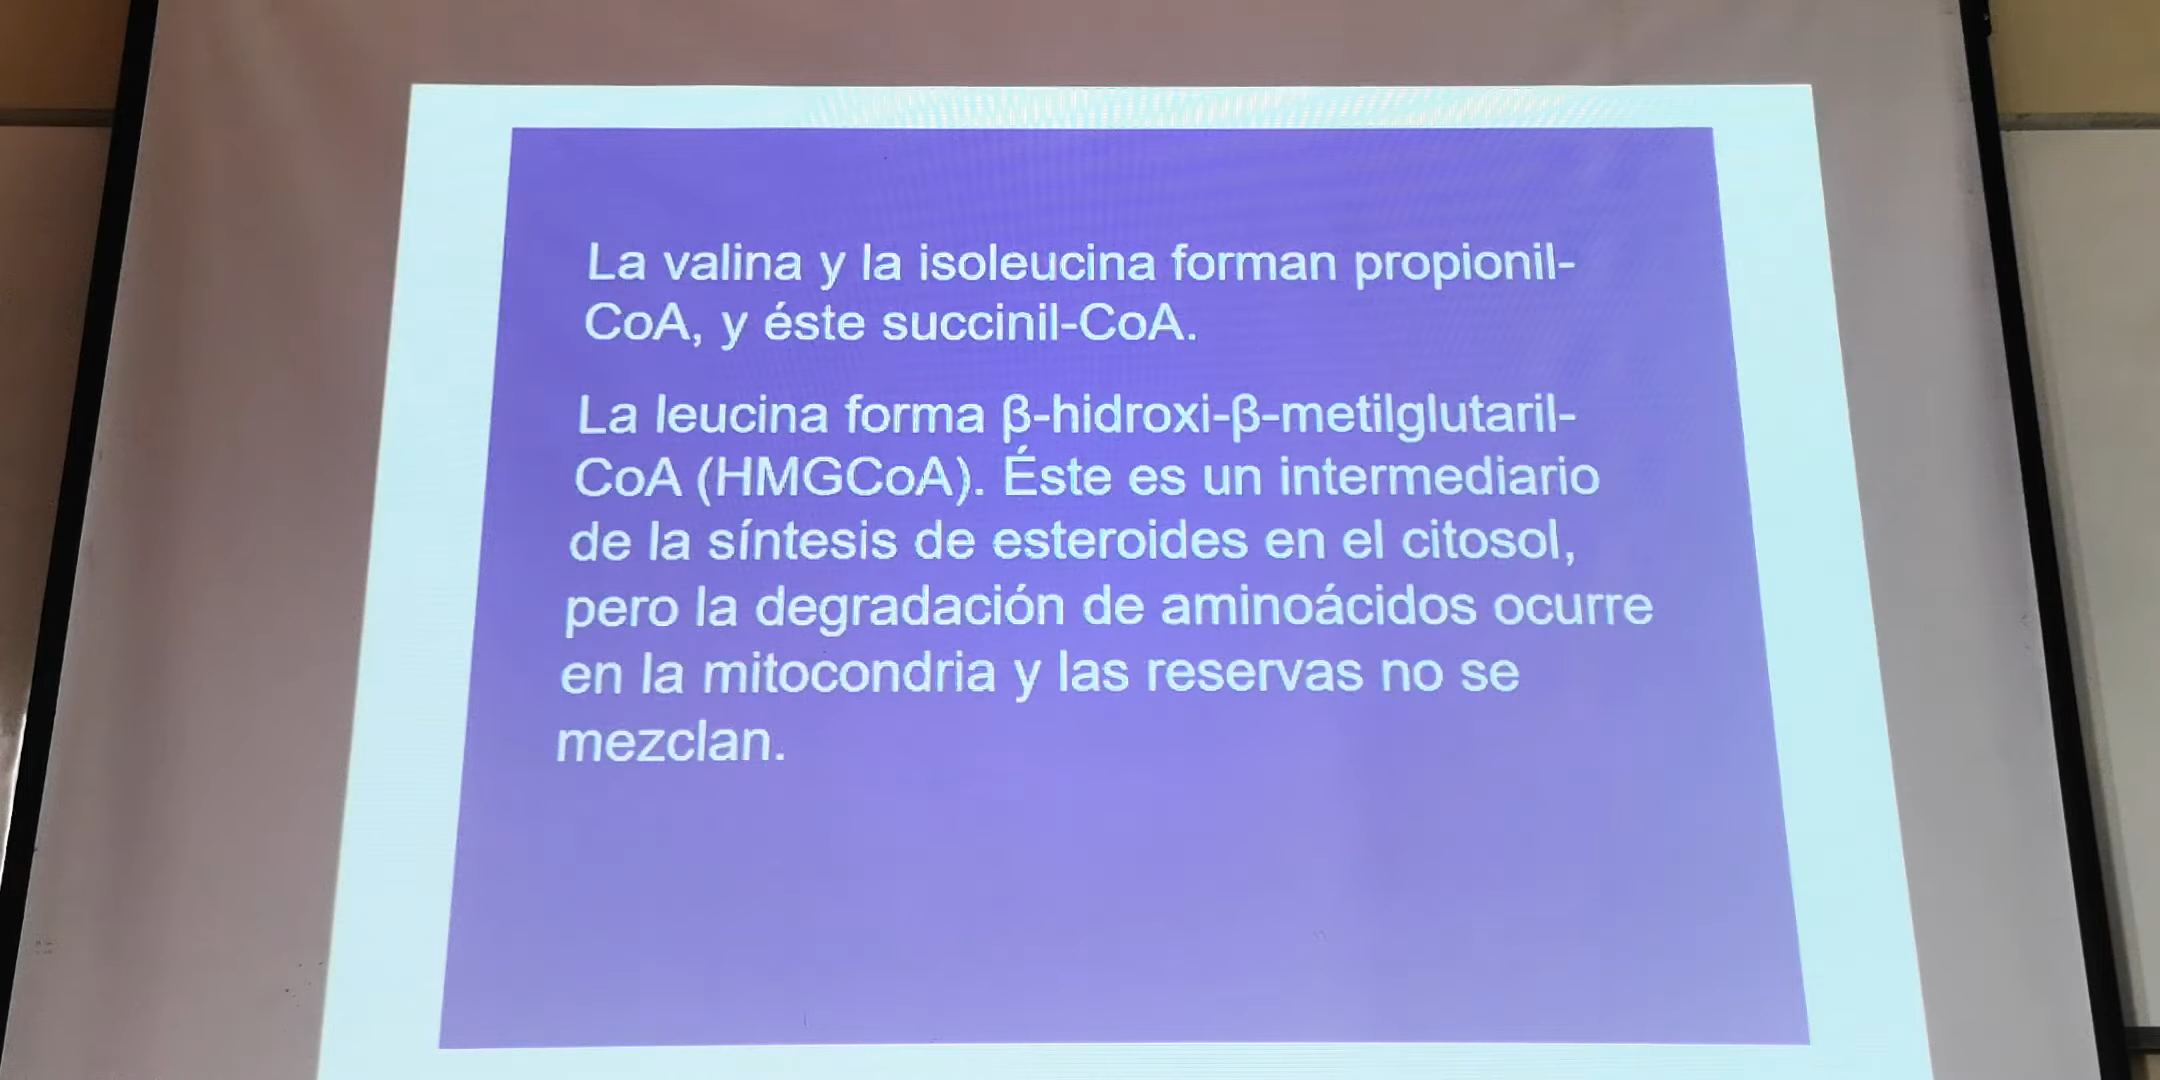 La valina y la isoleucina forman propionil-
CoA, y éste succinil-CoA.
La leucina forma β-hidroxi-β-metilglutaril-
CoA (HMGCoA). Éste es un intermediario
de la síntesis de esteroides en el citosol,
pero la degradación de aminoácidos ocurre
en la mitocondria y las reservas no se
mezclan.